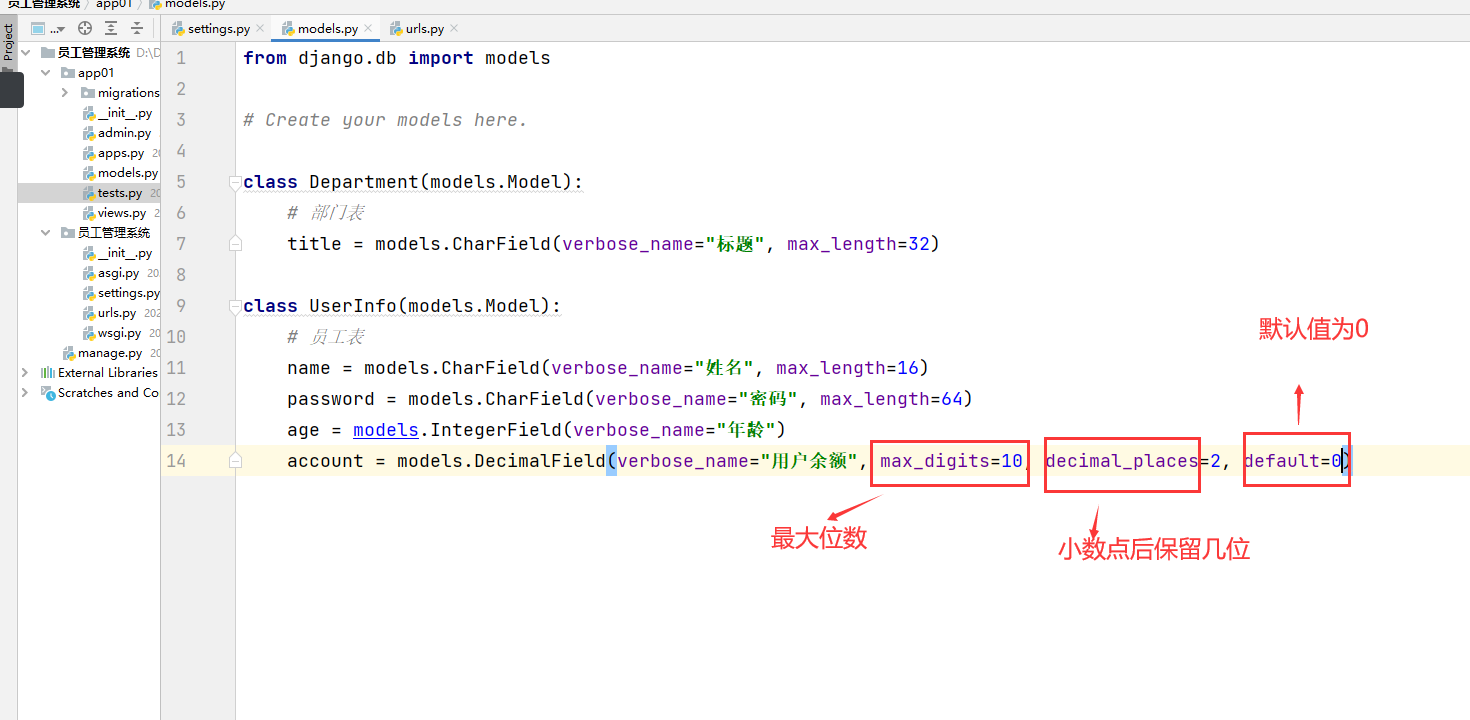 员工管理系统 app01 models.py
Project
...
settings.py
models.py
urls.py
员工管理系统 D:\D
app01
migrations
__init__.py
admin.py
apps.py 20
models.py
tests.py 20
views.py 2
员工管理系统
__init__.py
asgi.py 202
settings.py
urls.py 202
wsgi.py 20
manage.py 20
External Libraries
Scratches and Co
1 from django.db import models
2
3 # Create your models here.
4
5 class Department(models.Model):
6 # 部门表
7 title = models.CharField(verbose_name="标题", max_length=32)
8
9 class UserInfo(models.Model):
10 # 员工表
11 name = models.CharField(verbose_name="姓名", max_length=16)
12 password = models.CharField(verbose_name="密码", max_length=64)
13 age = models.IntegerField(verbose_name="年龄")
14 account = models.DecimalField(verbose_name="用户余额", max_digits=10, decimal_places=2, default=0)
默认值为0
最大位数
小数点后保留几位